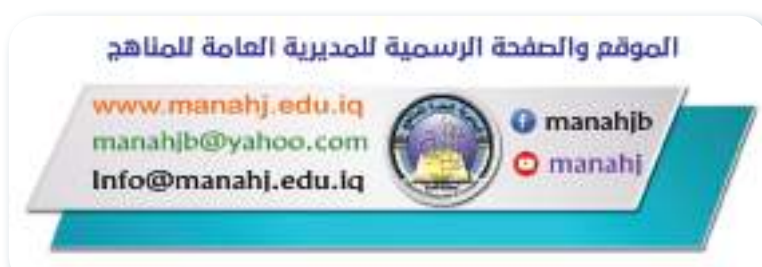 الموقع والصفحة الرسمية للمديرية العامة للمناهج
www.manahj.edu.iq
manahjb@yahoo.com
Info@manahj.edu.iq
manahjb
manahj